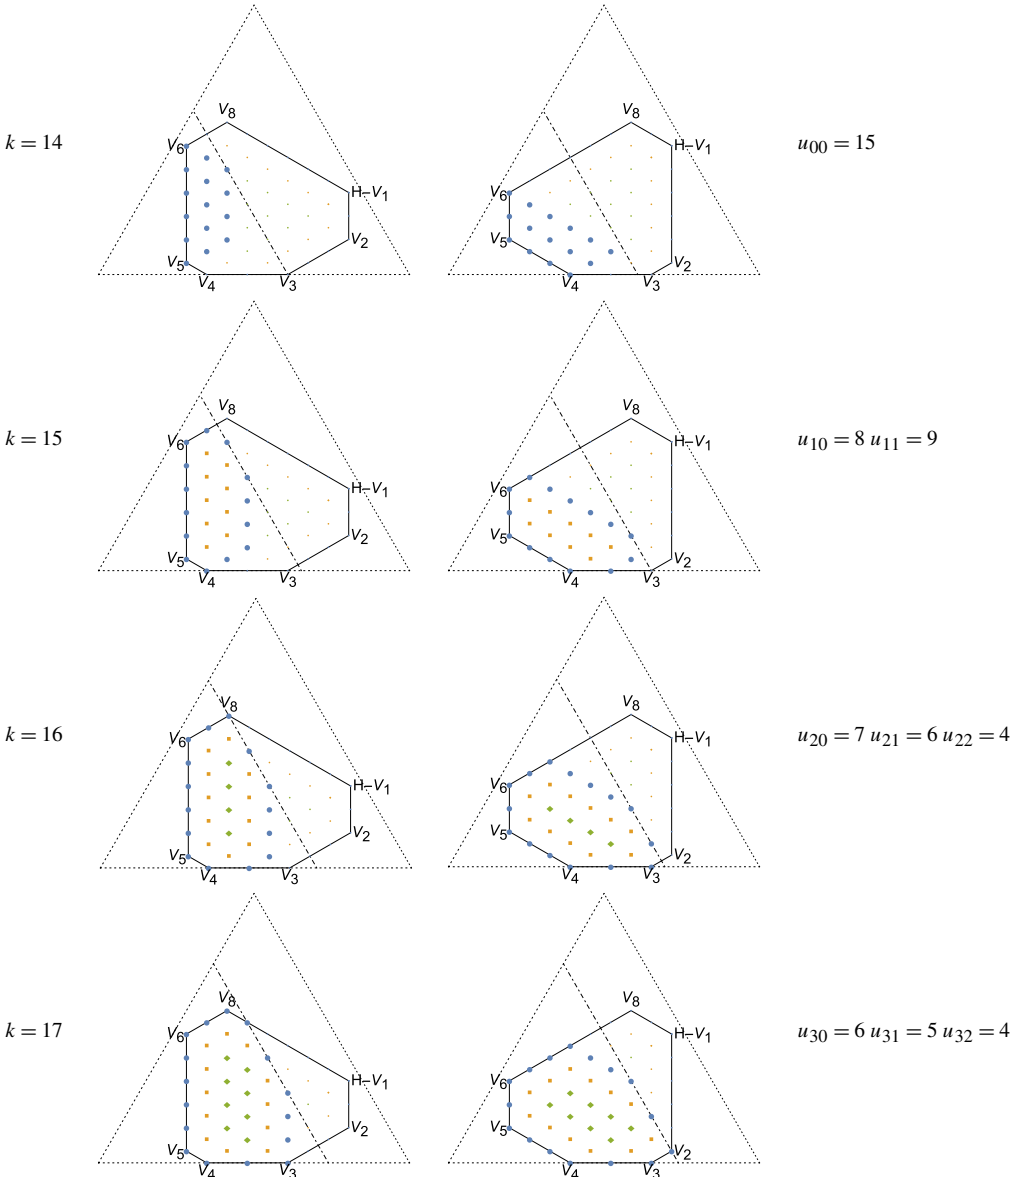 V8 V8
k = 14 V6 H–V1 V6 H–V1 u00 = 15
V5 V4 V3 V2 V5 V4 V3 V2
V8 V8
k = 15 V6 H–V1 V6 H–V1 u10 = 8 u11 = 9
V5 V4 V3 V2 V5 V4 V3 V2
V8 V8
k = 16 V6 H–V1 V6 H–V1 u20 = 7 u21 = 6 u22 = 4
V5 V4 V3 V2 V5 V4 V3 V2
V8 V8
k = 17 V6 H–V1 V6 H–V1 u30 = 6 u31 = 5 u32 = 4
V5 V4 V3 V2 V5 V4 V3 V2